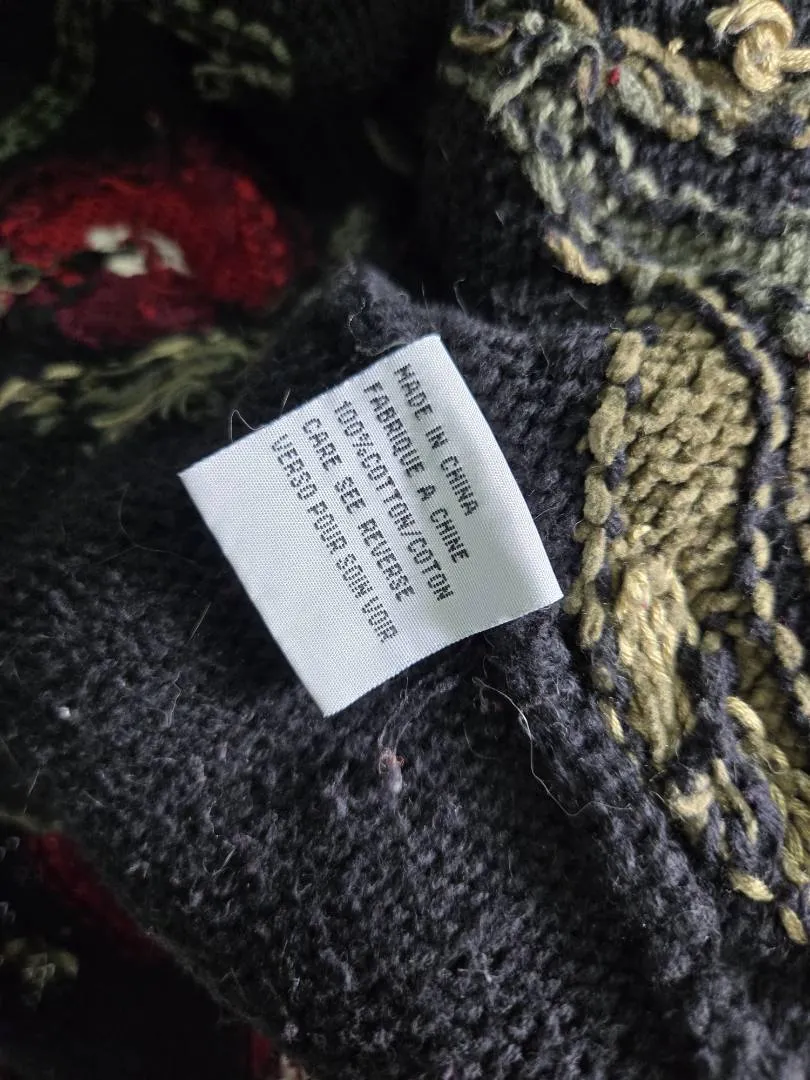 MADE IN CHINA
FABRIQUE A CHINE
100%COTTON/COTON
CARE SEE REVERSE
VERSO POUR SOIN VOIR